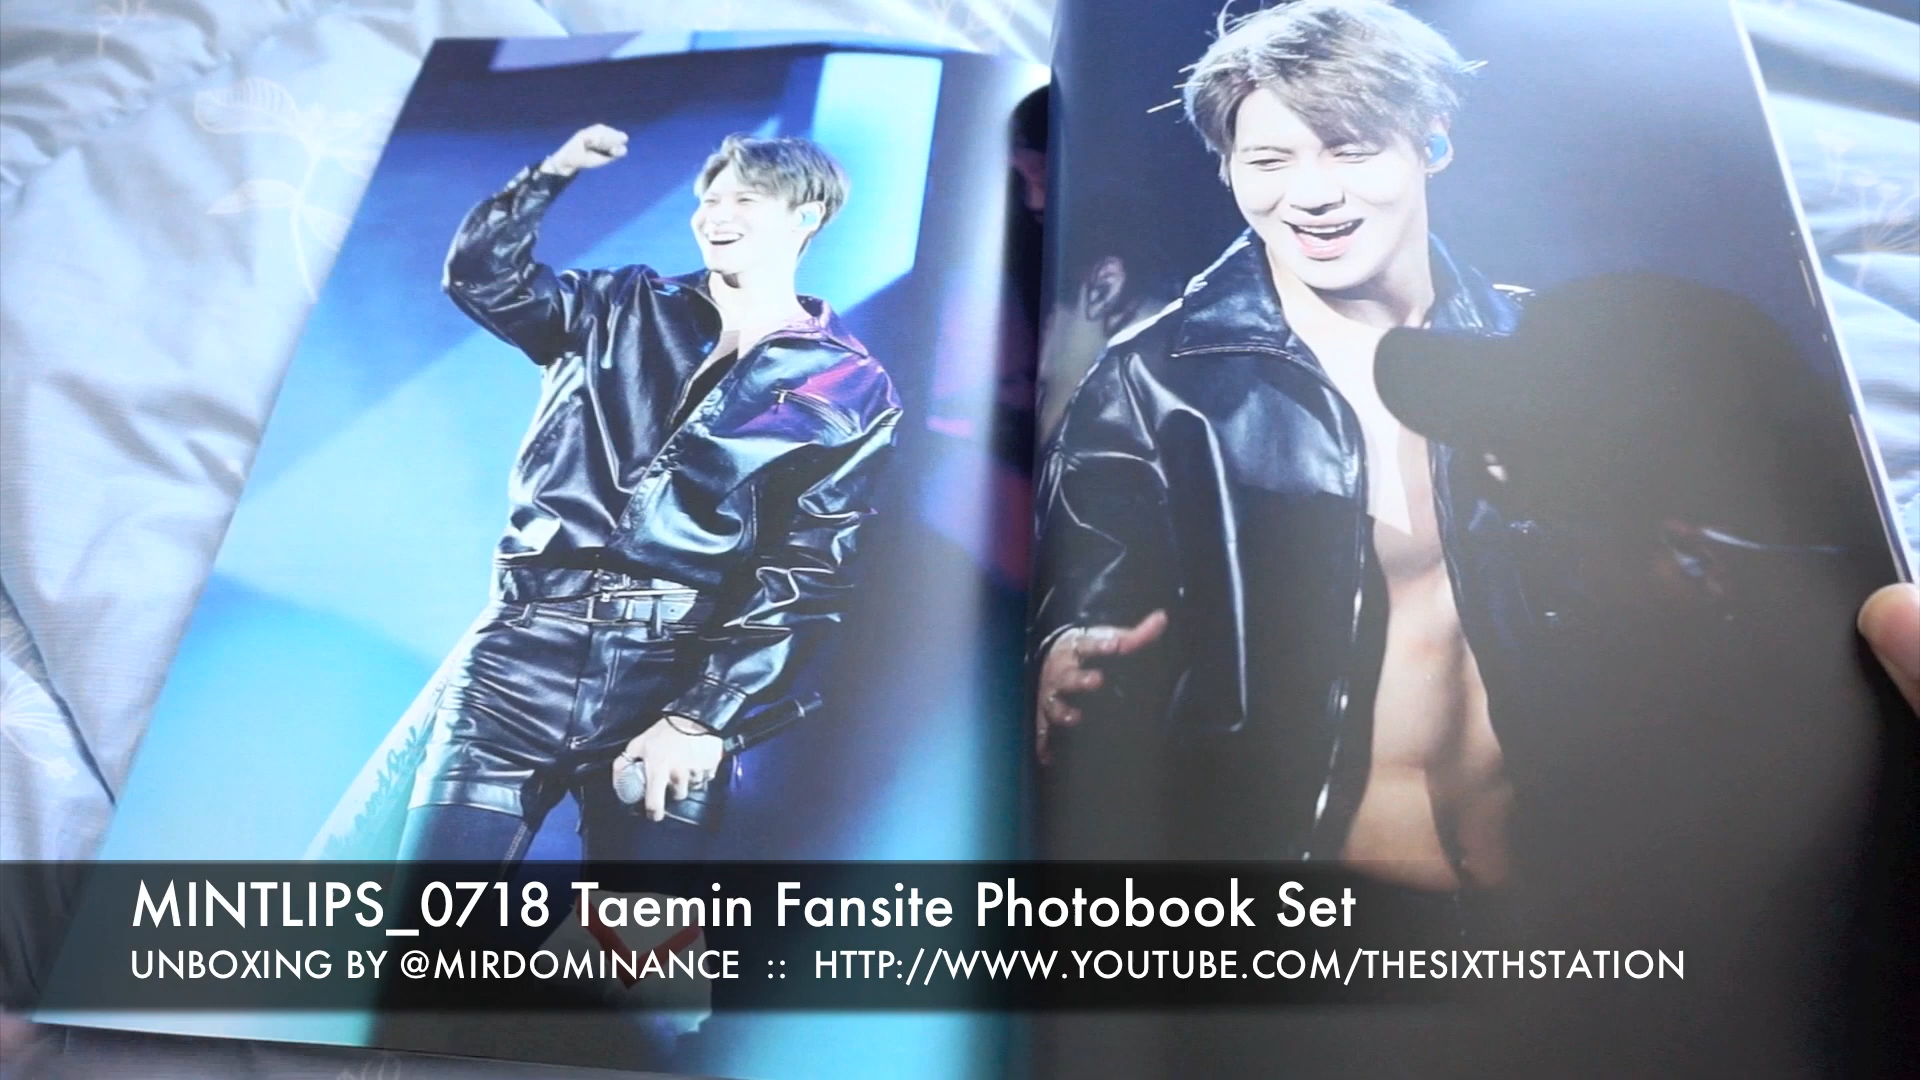 MINTLIPS_0718 Taemin Fansite Photobook Set
UNBOXING BY @MIRDOMINANCE :: HTTP://WWW.YOUTUBE.COM/THESIXTHSTATION